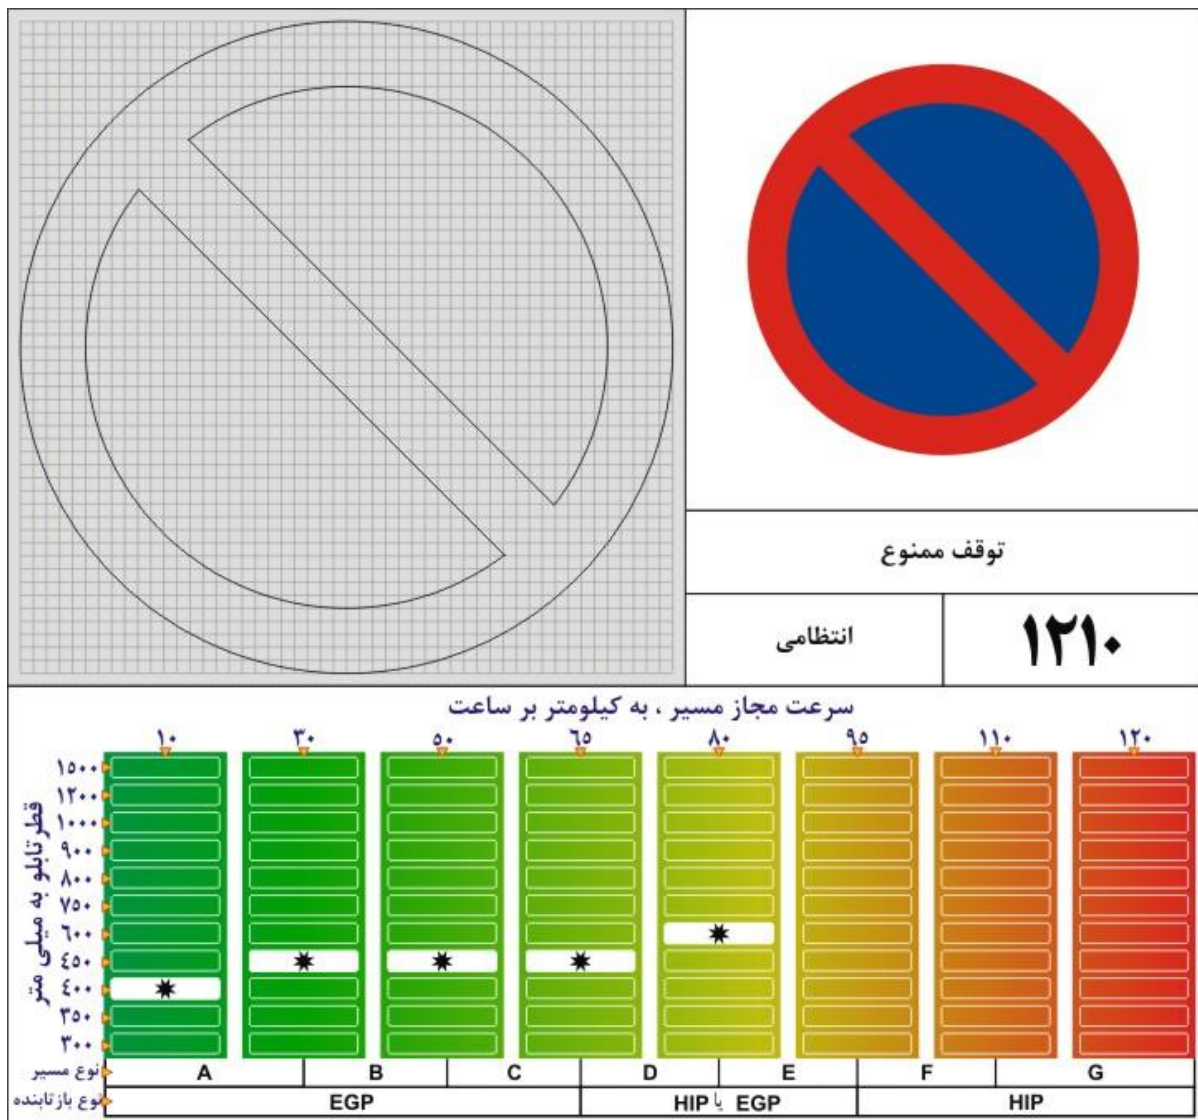 توقف ممنوع
۱۲۱۰
انتظامی
سرعت مجاز مسیر ، به کیلومتر بر ساعت
۱۰ ۳۰ ۵۰ ۶۵ ۸۰ ۹۵ ۱۱۰ ۱۲۰
قطر تابلو به میلی متر
۱۵۰۰
۱۲۰۰
۱۰۰۰
۹۰۰
۸۰۰
۷۵۰
۶۰۰
٤٥۰
٤۰۰
۳۵۰
۳۰۰
نوع مسیر A B C D E F G
نوع بازتابنده EGP HIP یا EGP HIP